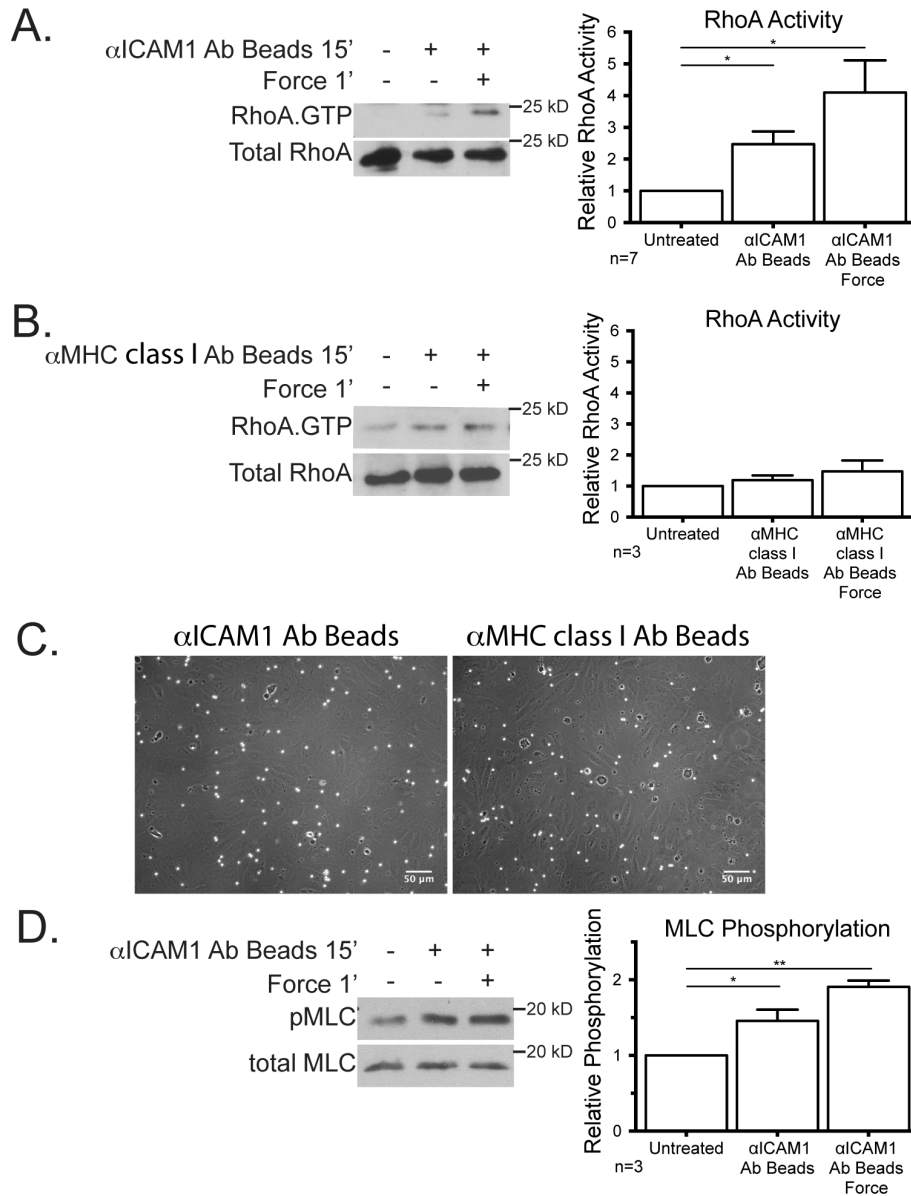 A.
αICAM1 Ab Beads 15' - + +
Force 1' - - +
RhoA.GTP
25 kD
Total RhoA
25 kD
RhoA Activity
Relative RhoA Activity
6
5
4
3
2
1
0
*
*
Untreated
αICAM1
Ab Beads
αICAM1
Ab Beads
Force
n=7
B.
αMHC class I Ab Beads 15' - + +
Force 1' - - +
RhoA.GTP
25 kD
Total RhoA
25 kD
RhoA Activity
Relative RhoA Activity
6
5
4
3
2
1
0
Untreated
αMHC
class I
Ab Beads
αMHC
class I
Ab Beads
Force
n=3
C.
αICAM1 Ab Beads
αMHC class I Ab Beads
50 µm
50 µm
D.
αICAM1 Ab Beads 15' - + +
Force 1' - - +
pMLC
20 kD
total MLC
20 kD
MLC Phosphorylation
Relative Phosphorylation
2
1
0
**
*
Untreated
αICAM1
Ab Beads
αICAM1
Ab Beads
Force
n=3